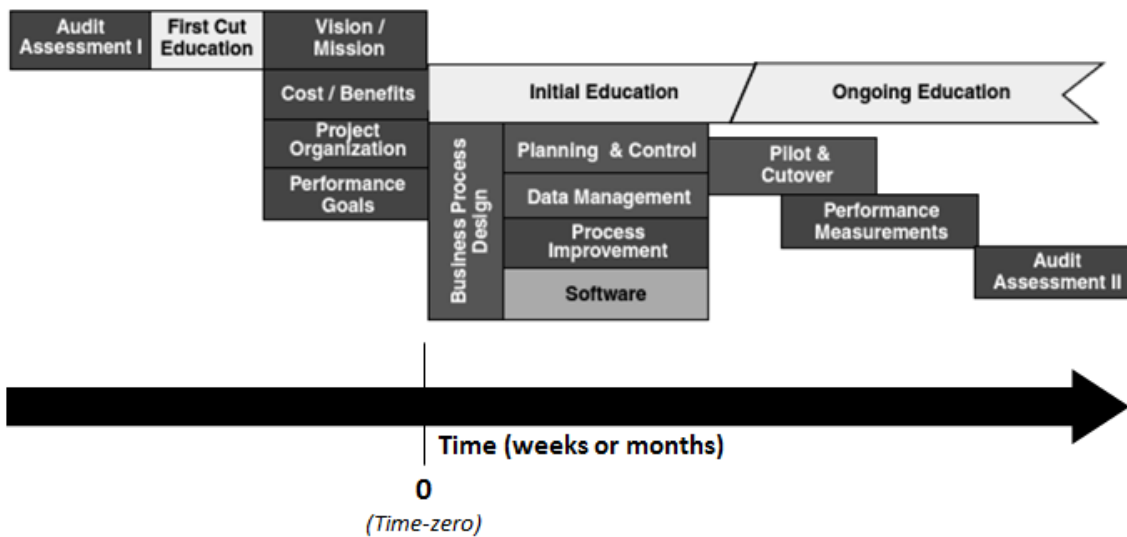 Audit
Assessment I
First Cut
Education
Vision /
Mission
Cost / Benefits
Project
Organization
Performance
Goals
Initial Education
Ongoing Education
Business Process
Design
Planning & Control
Data Management
Process
Improvement
Software
Pilot &
Cutover
Performance
Measurements
Audit
Assessment II
Time (weeks or months)
0
(Time-zero)